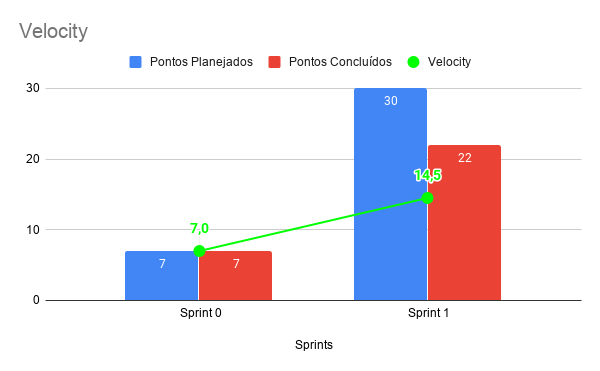 Velocity
Pontos Planejados Pontos Concluídos Velocity
30
20
10
0
30
22
14,5
7,0
7
7
Sprint 0 Sprint 1
Sprints